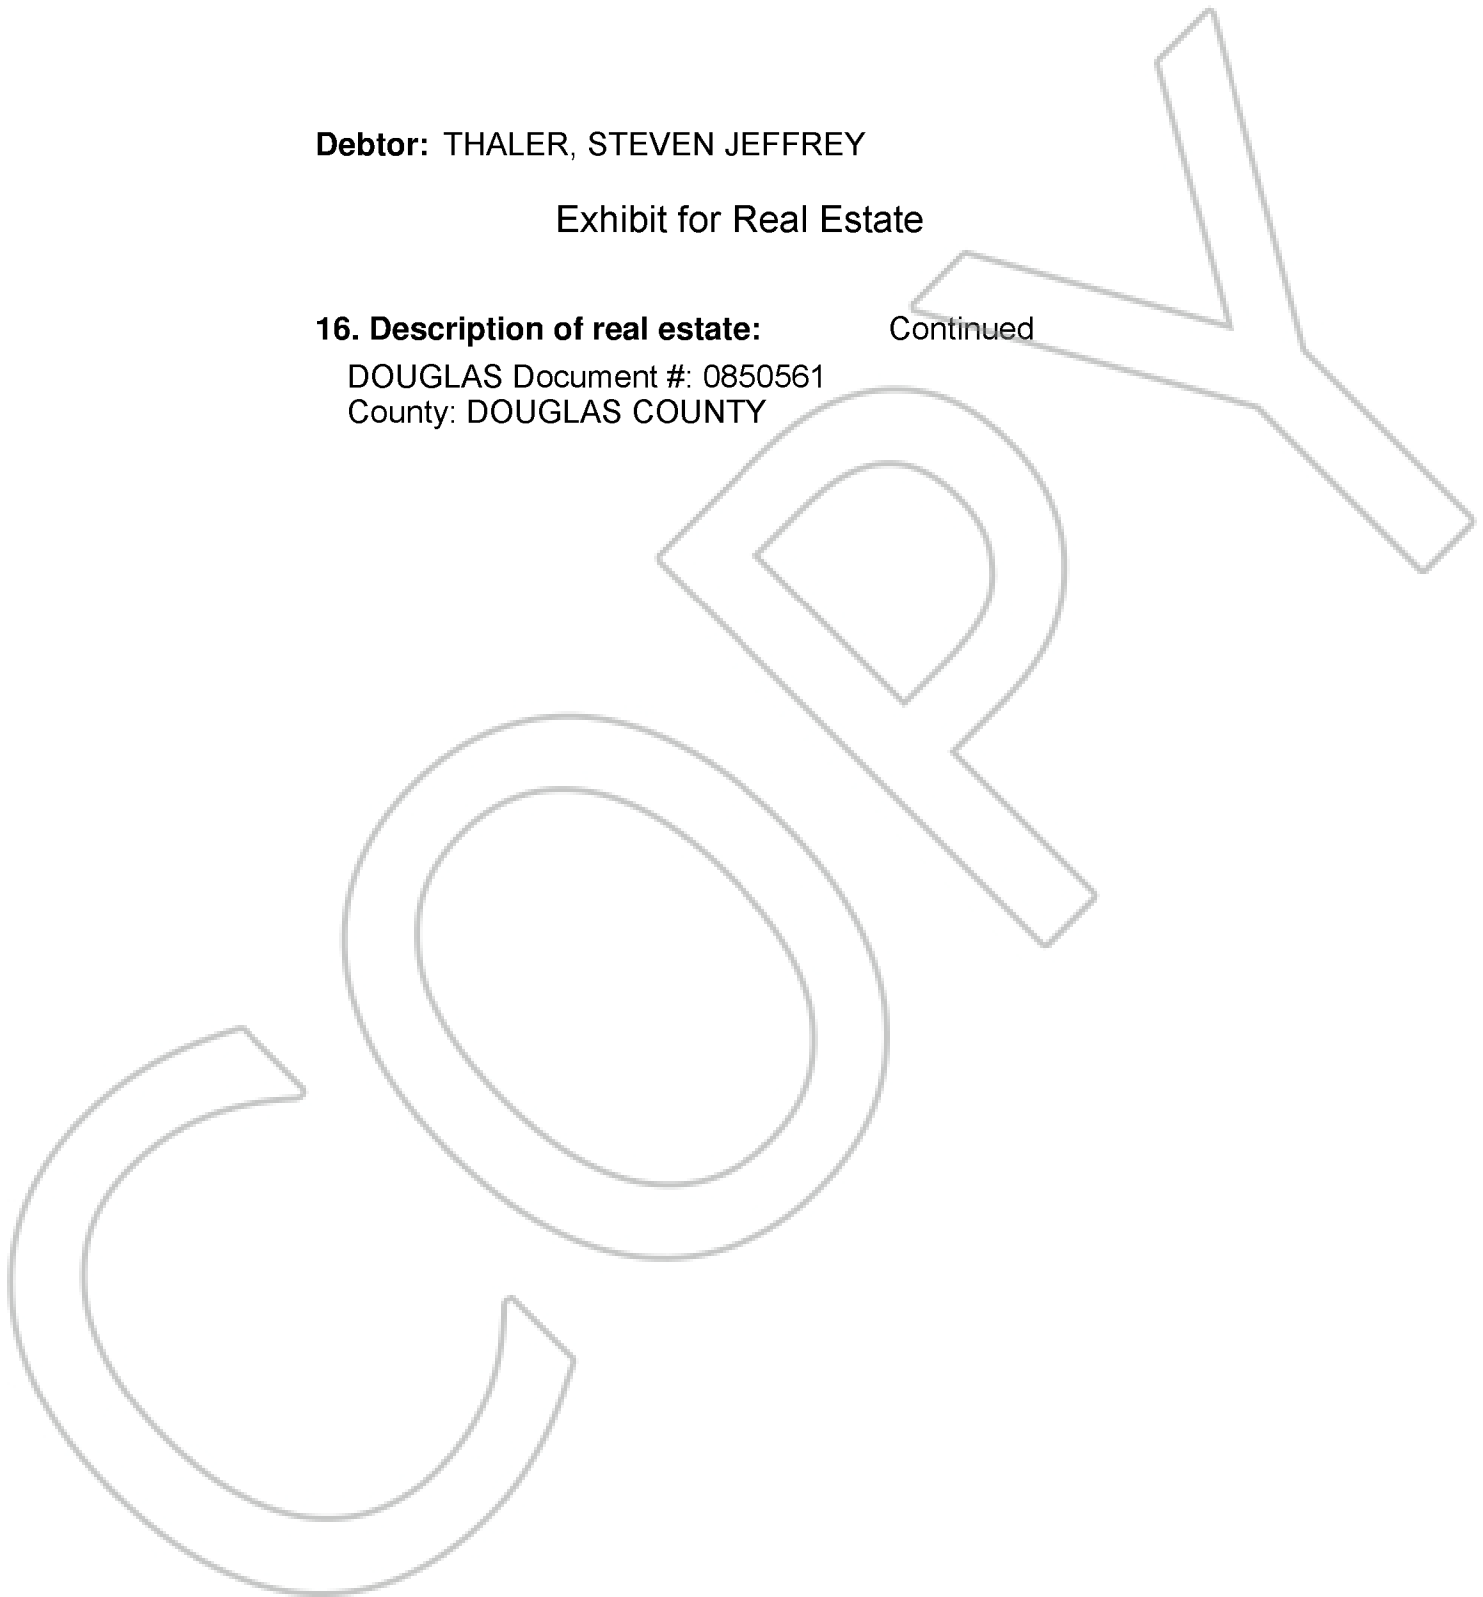 Debtor: THALER, STEVEN JEFFREY
Exhibit for Real Estate
16. Description of real estate: Continued
DOUGLAS Document #: 0850561
County: DOUGLAS COUNTY
COPY